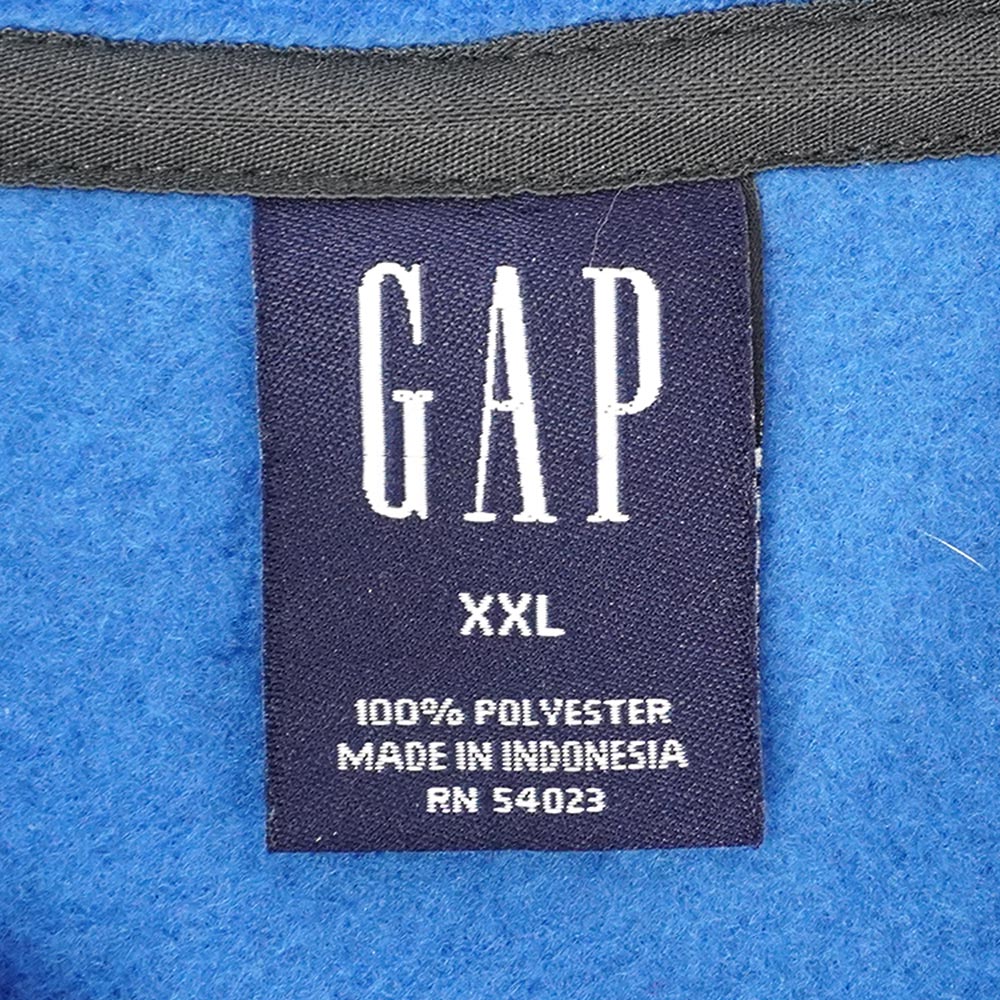 GAP
XXL
100% POLYESTER
MADE IN INDONESIA
RN 54023